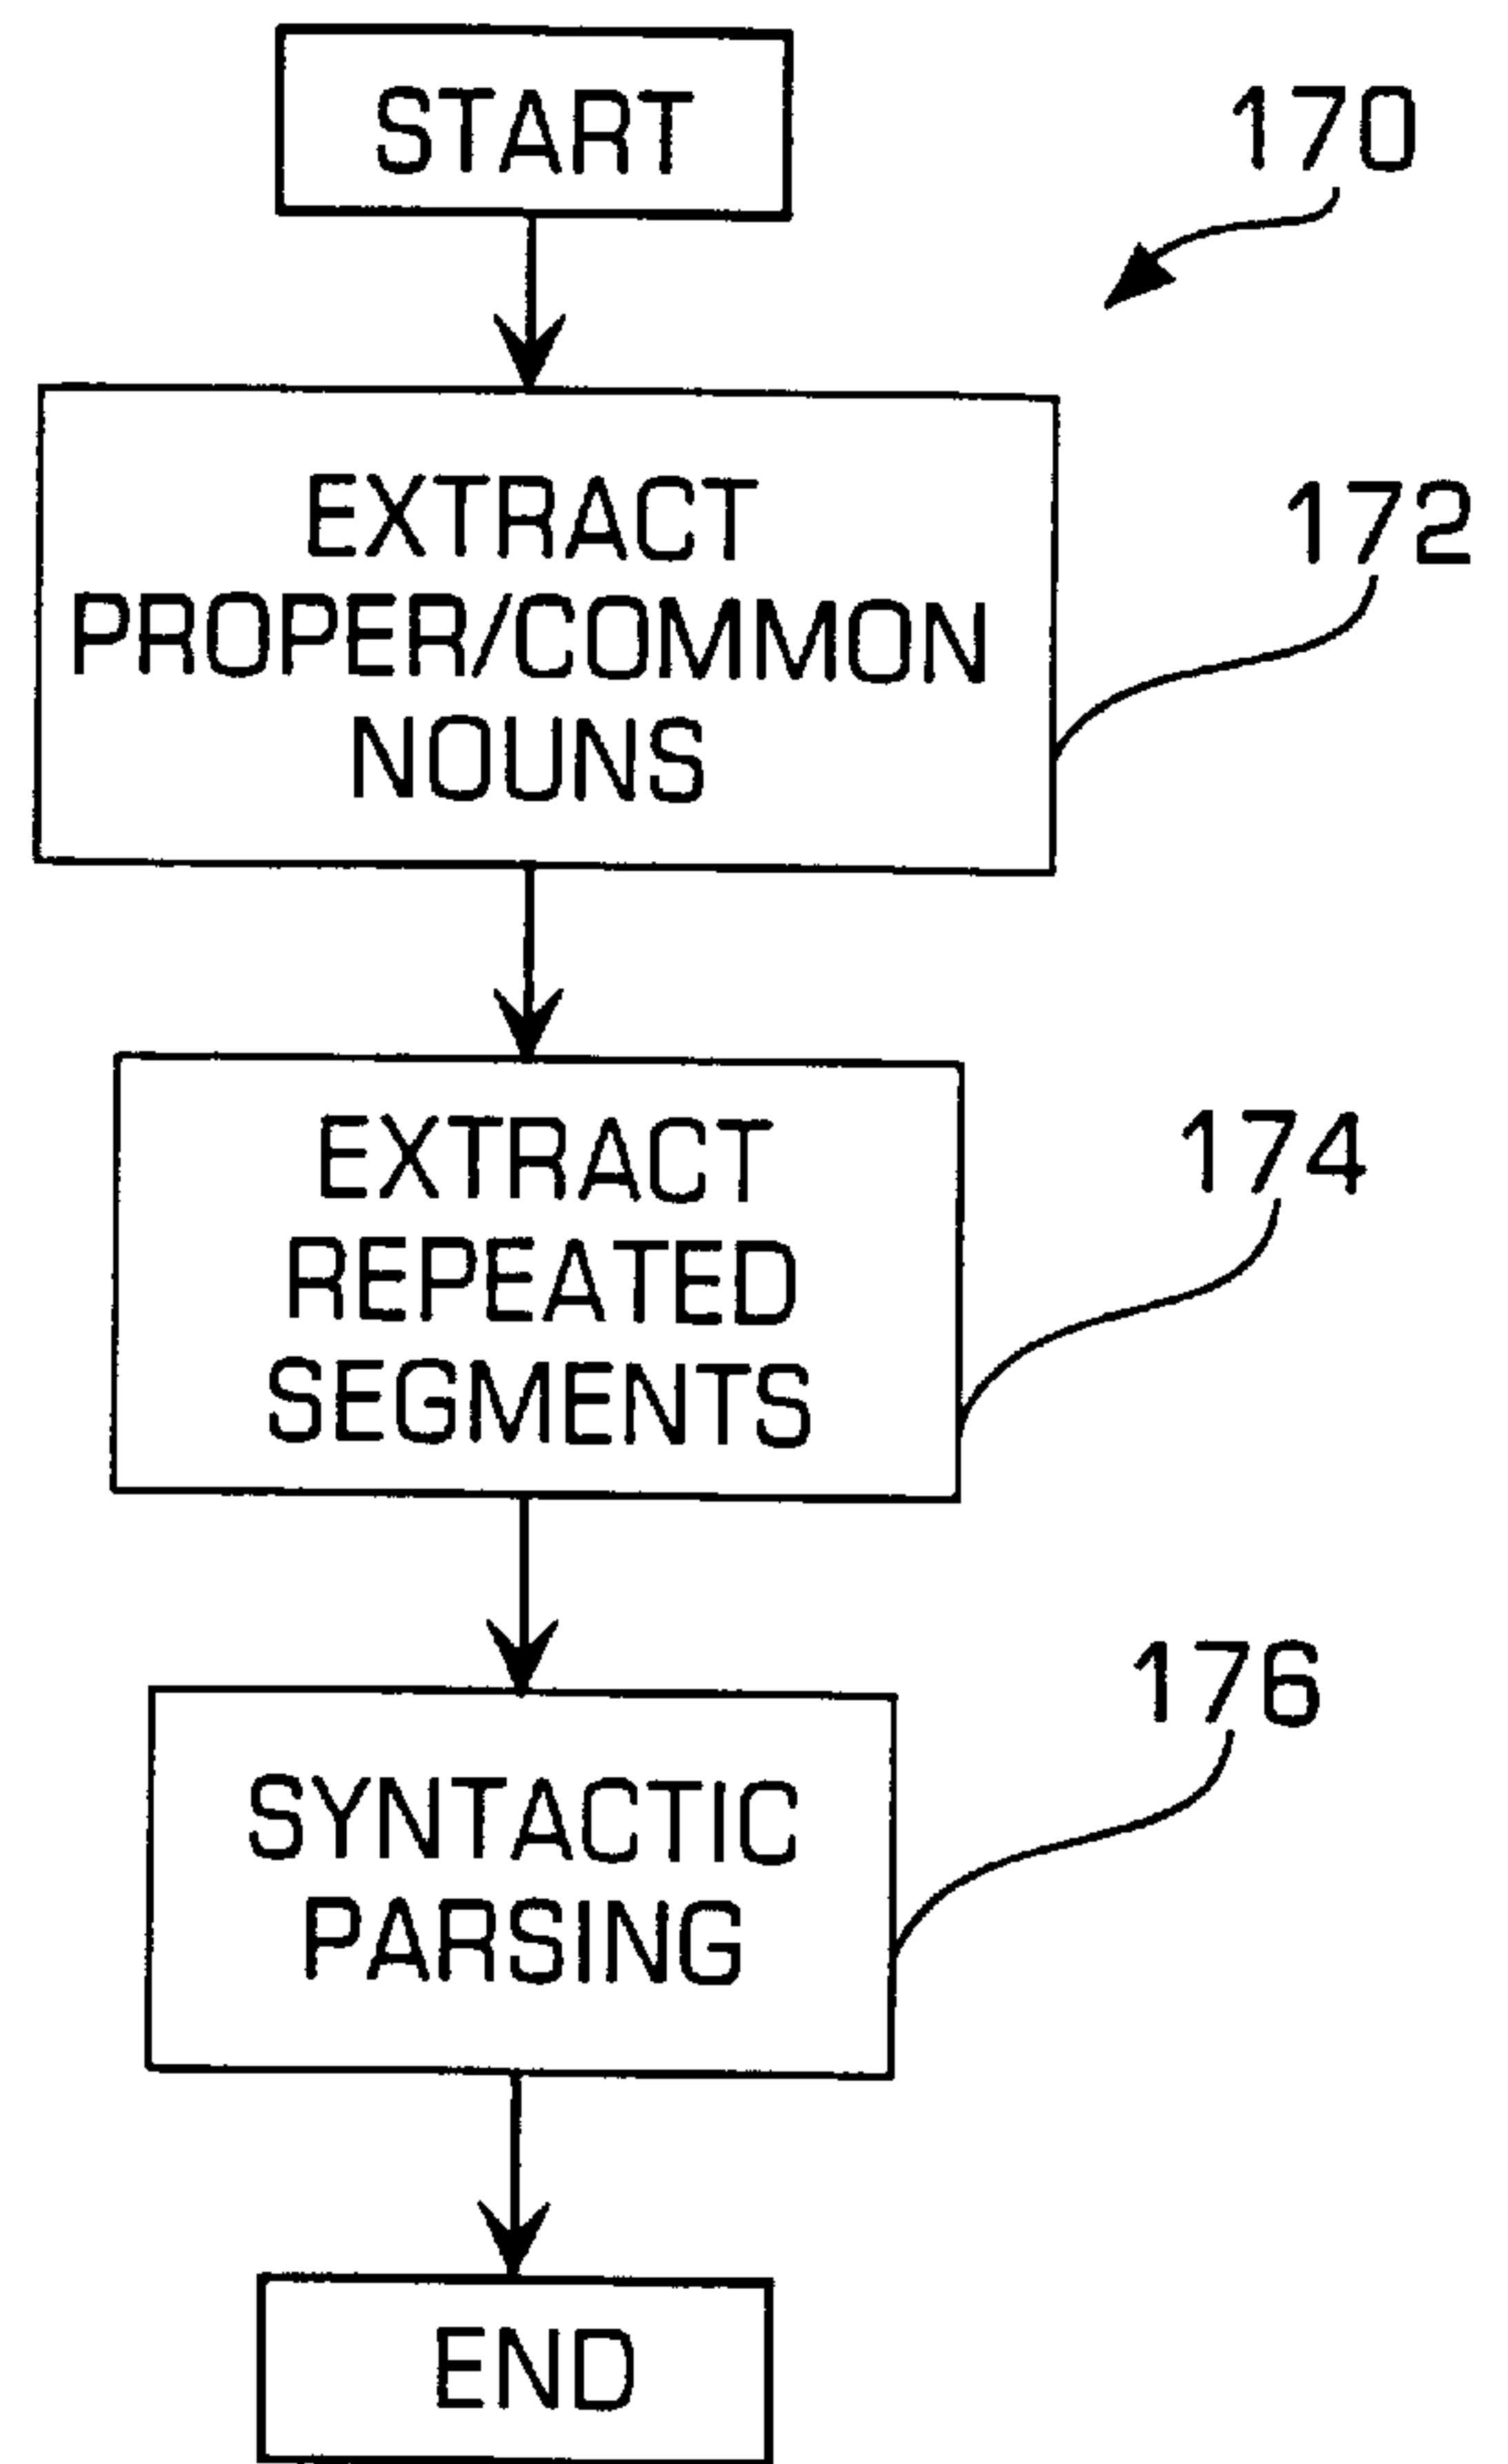 START
170
EXTRACT
PROPER/COMMON
NOUNS
172
EXTRACT
REPEATED
SEGMENTS
174
SYNTACTIC
PARSING
176
END